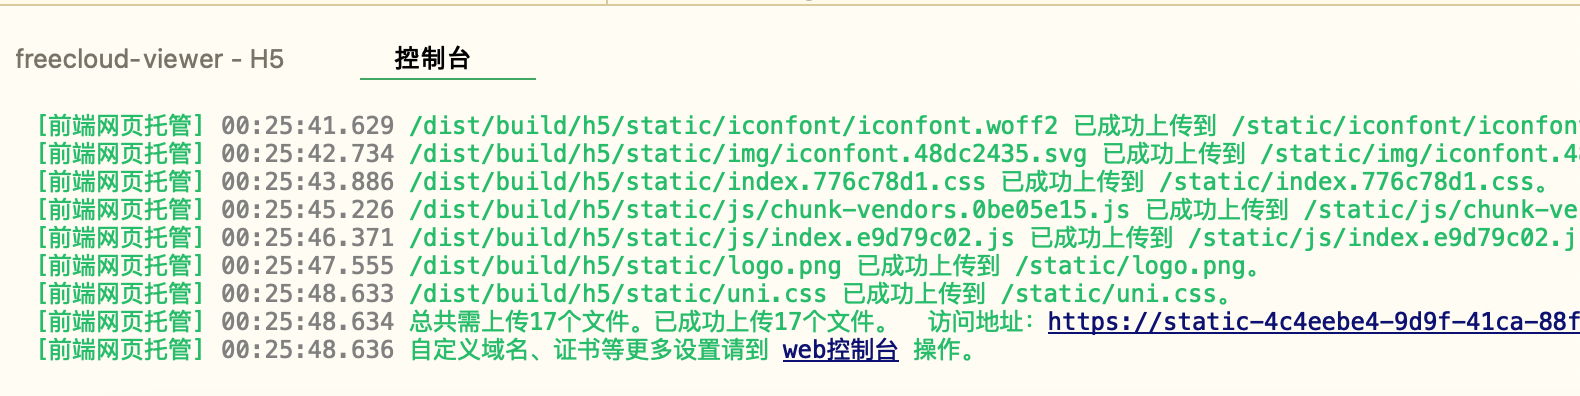 freecloud-viewer - H5 控制台
[前端网页托管] 00:25:41.629 /dist/build/h5/static/iconfont/iconfont.woff2 已成功上传到 /static/iconfont/iconfon
[前端网页托管] 00:25:42.734 /dist/build/h5/static/img/iconfont.48dc2435.svg 已成功上传到 /static/img/iconfont.48
[前端网页托管] 00:25:43.886 /dist/build/h5/static/index.776c78d1.css 已成功上传到 /static/index.776c78d1.css。
[前端网页托管] 00:25:45.226 /dist/build/h5/static/js/chunk-vendors.0be05e15.js 已成功上传到 /static/js/chunk-ve
[前端网页托管] 00:25:46.371 /dist/build/h5/static/js/index.e9d79c02.js 已成功上传到 /static/js/index.e9d79c02.j
[前端网页托管] 00:25:47.555 /dist/build/h5/static/logo.png 已成功上传到 /static/logo.png。
[前端网页托管] 00:25:48.633 /dist/build/h5/static/uni.css 已成功上传到 /static/uni.css。
[前端网页托管] 00:25:48.634 总共需上传17个文件。已成功上传17个文件。 访问地址：https://static-4c4eebe4-9d9f-41ca-88f
[前端网页托管] 00:25:48.636 自定义域名、证书等更多设置请到 web控制台 操作。